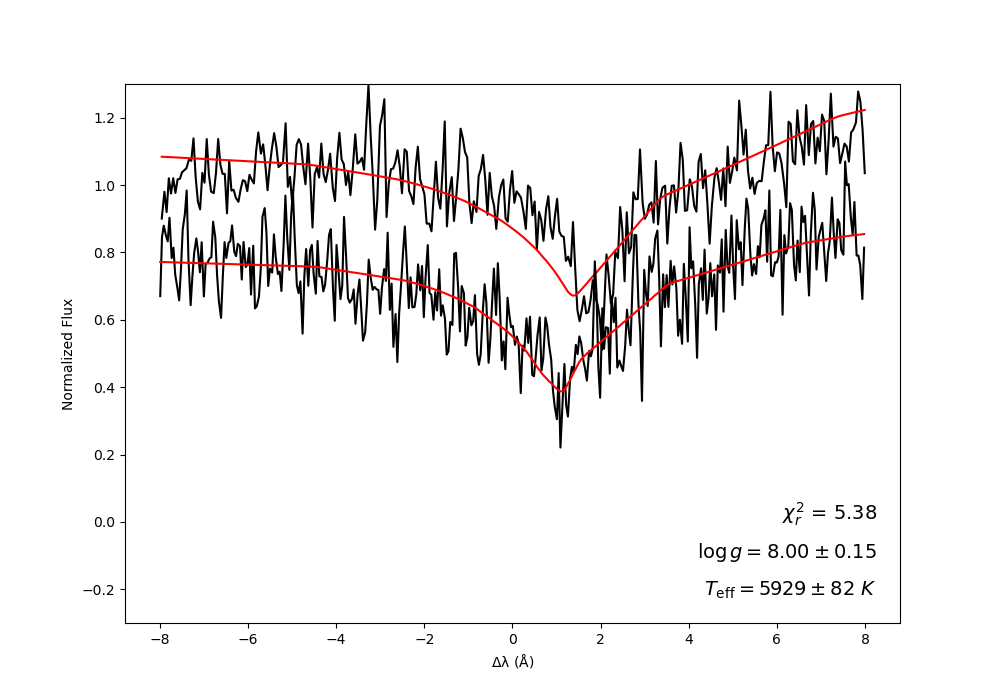 1.2
1.0
0.8
0.6
0.4
0.2
0.0
−0.2
Normalized Flux
χ²ᵣ = 5.38
log g = 8.00 ± 0.15
T_eff = 5929 ± 82 K
−8 −6 −4 −2 0 2 4 6 8
Δλ (Å)